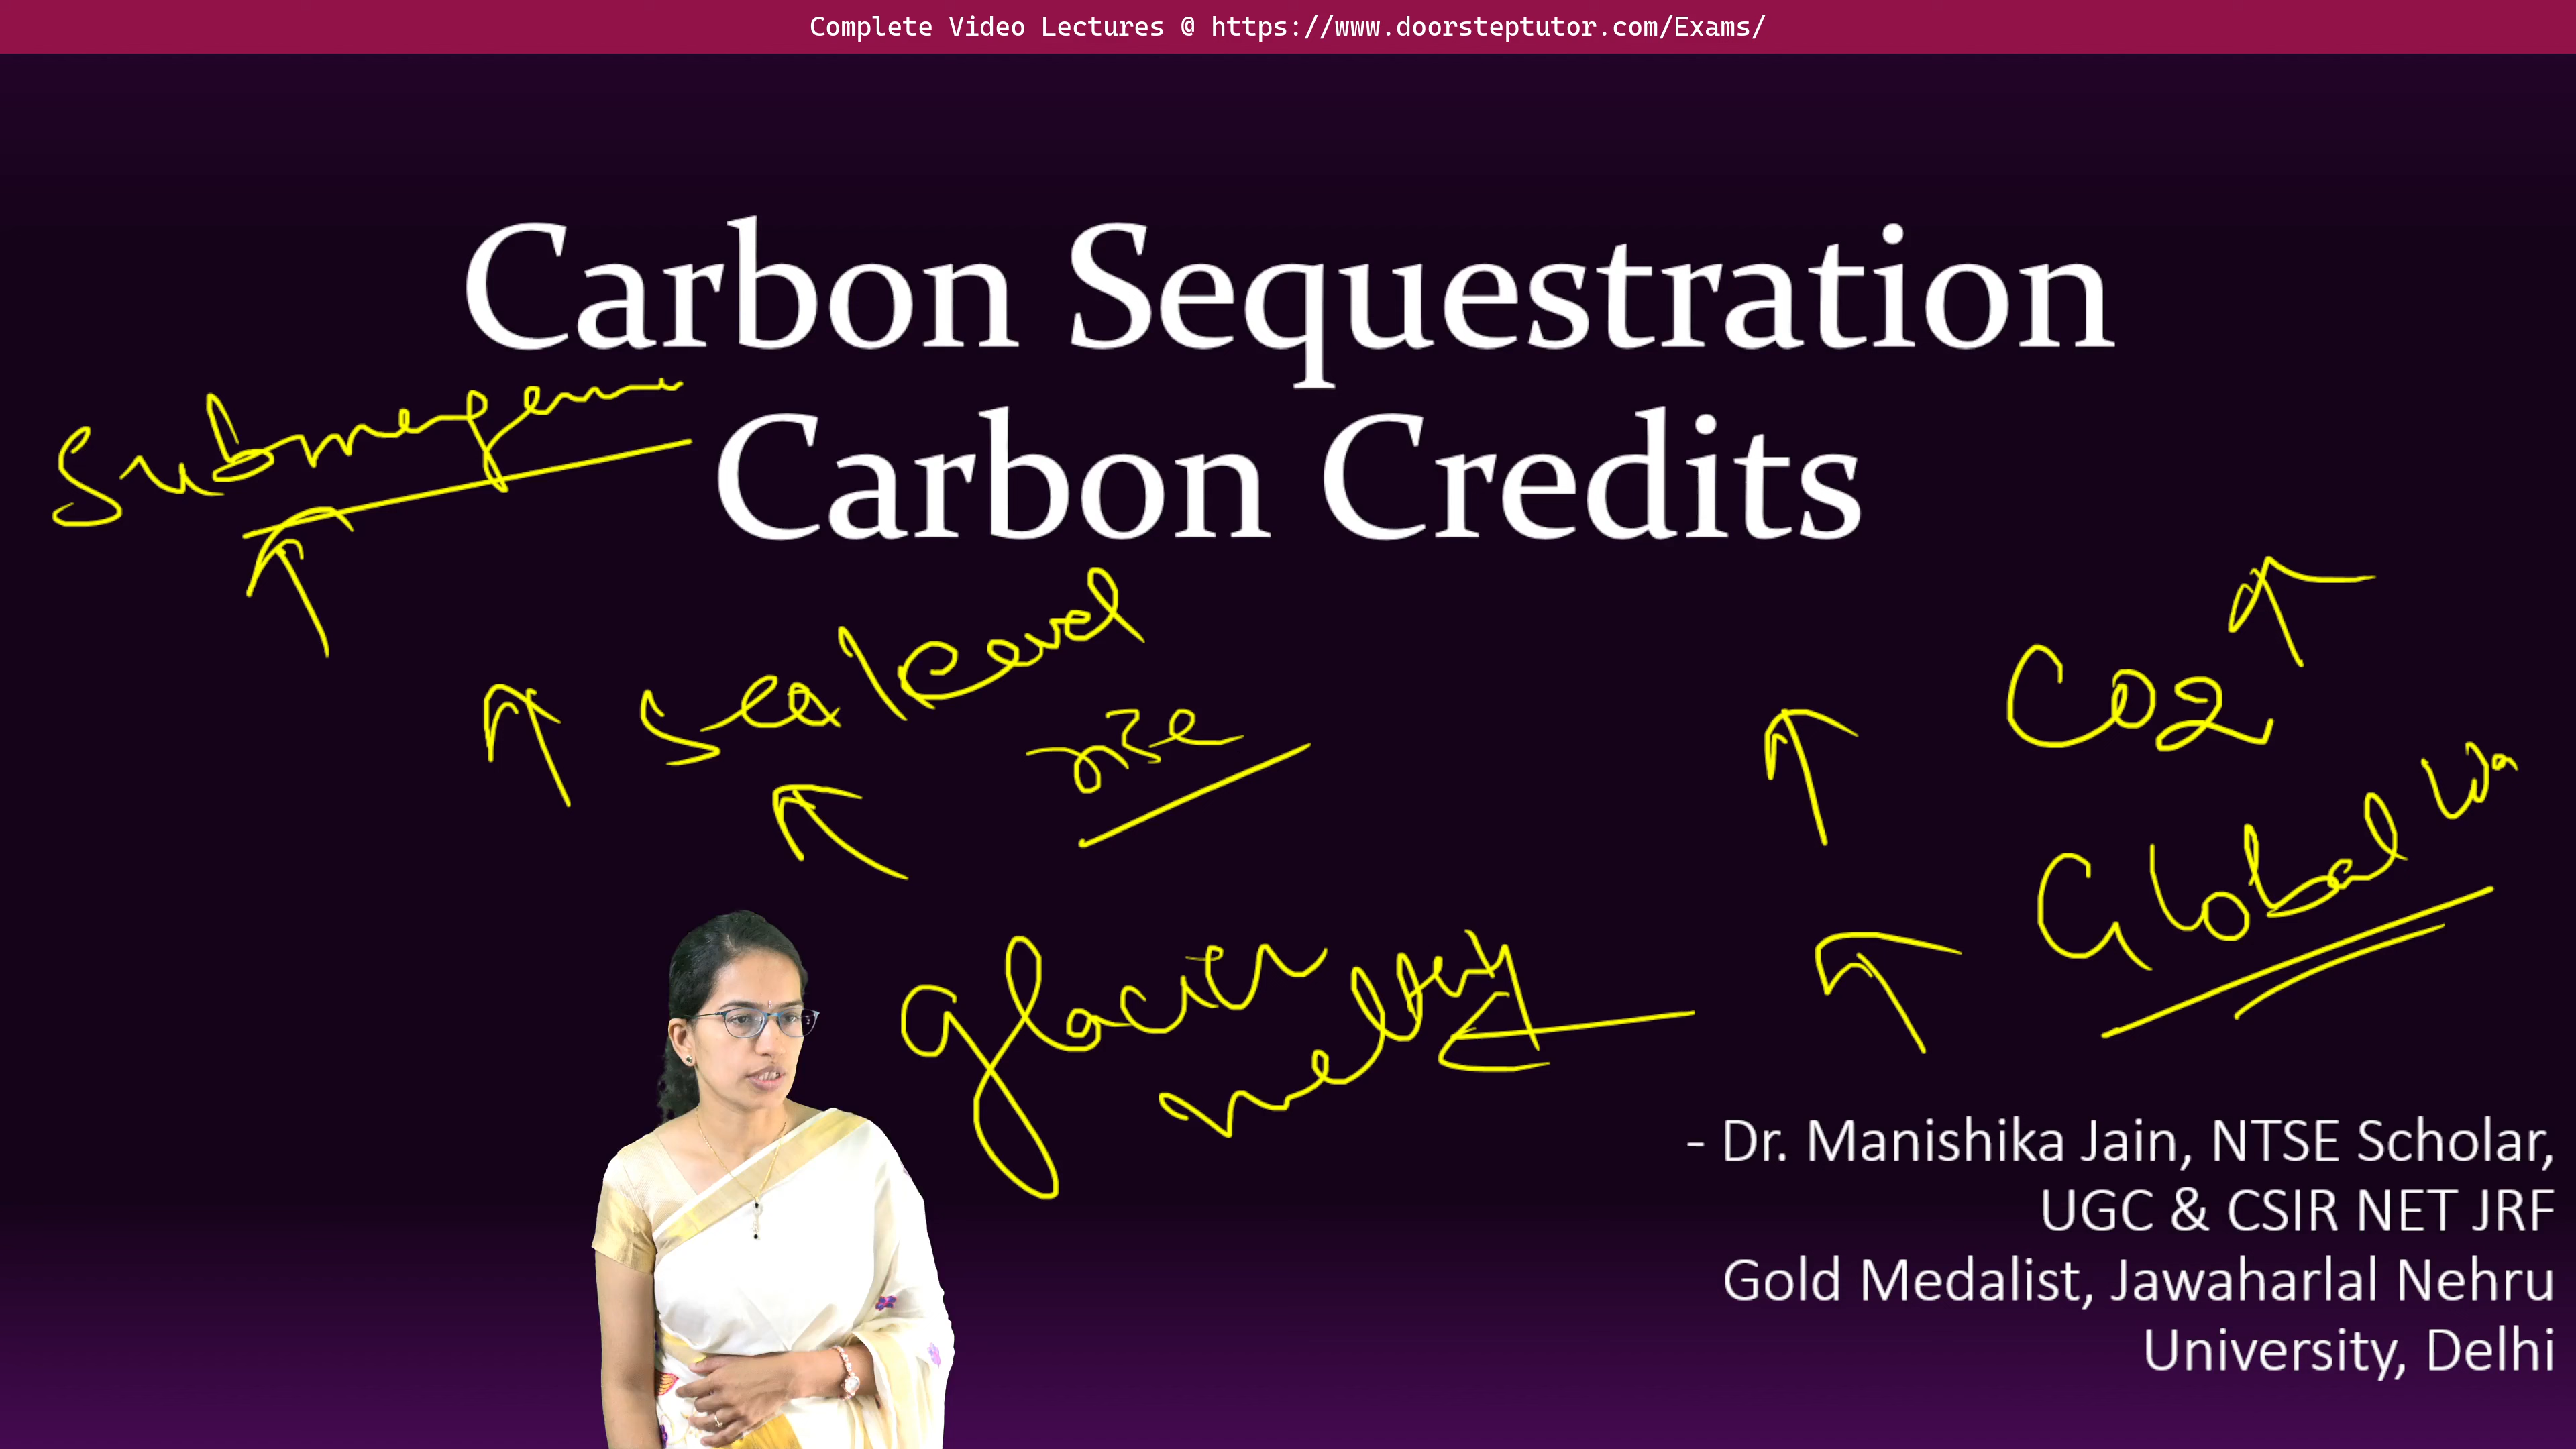 Complete Video Lectures @ https://www.doorsteptutor.com/Exams/
Carbon Sequestration
Carbon Credits
Sea level
rise
CO2
Global Wa
glacier
melting
- Dr. Manishika Jain, NTSE Scholar,
UGC & CSIR NET JRF
Gold Medalist, Jawaharlal Nehru
University, Delhi